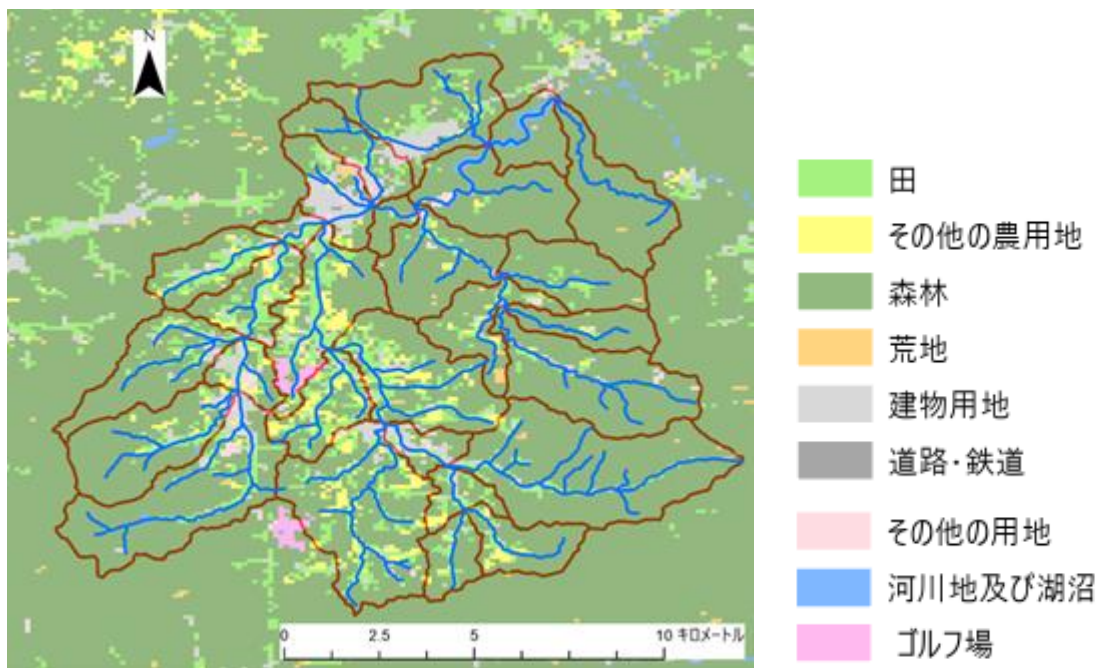 N
田
その他の農用地
森林
荒地
建物用地
道路・鉄道
その他の用地
河川地及び湖沼
ゴルフ場
0 2.5 5 10 キロメートル